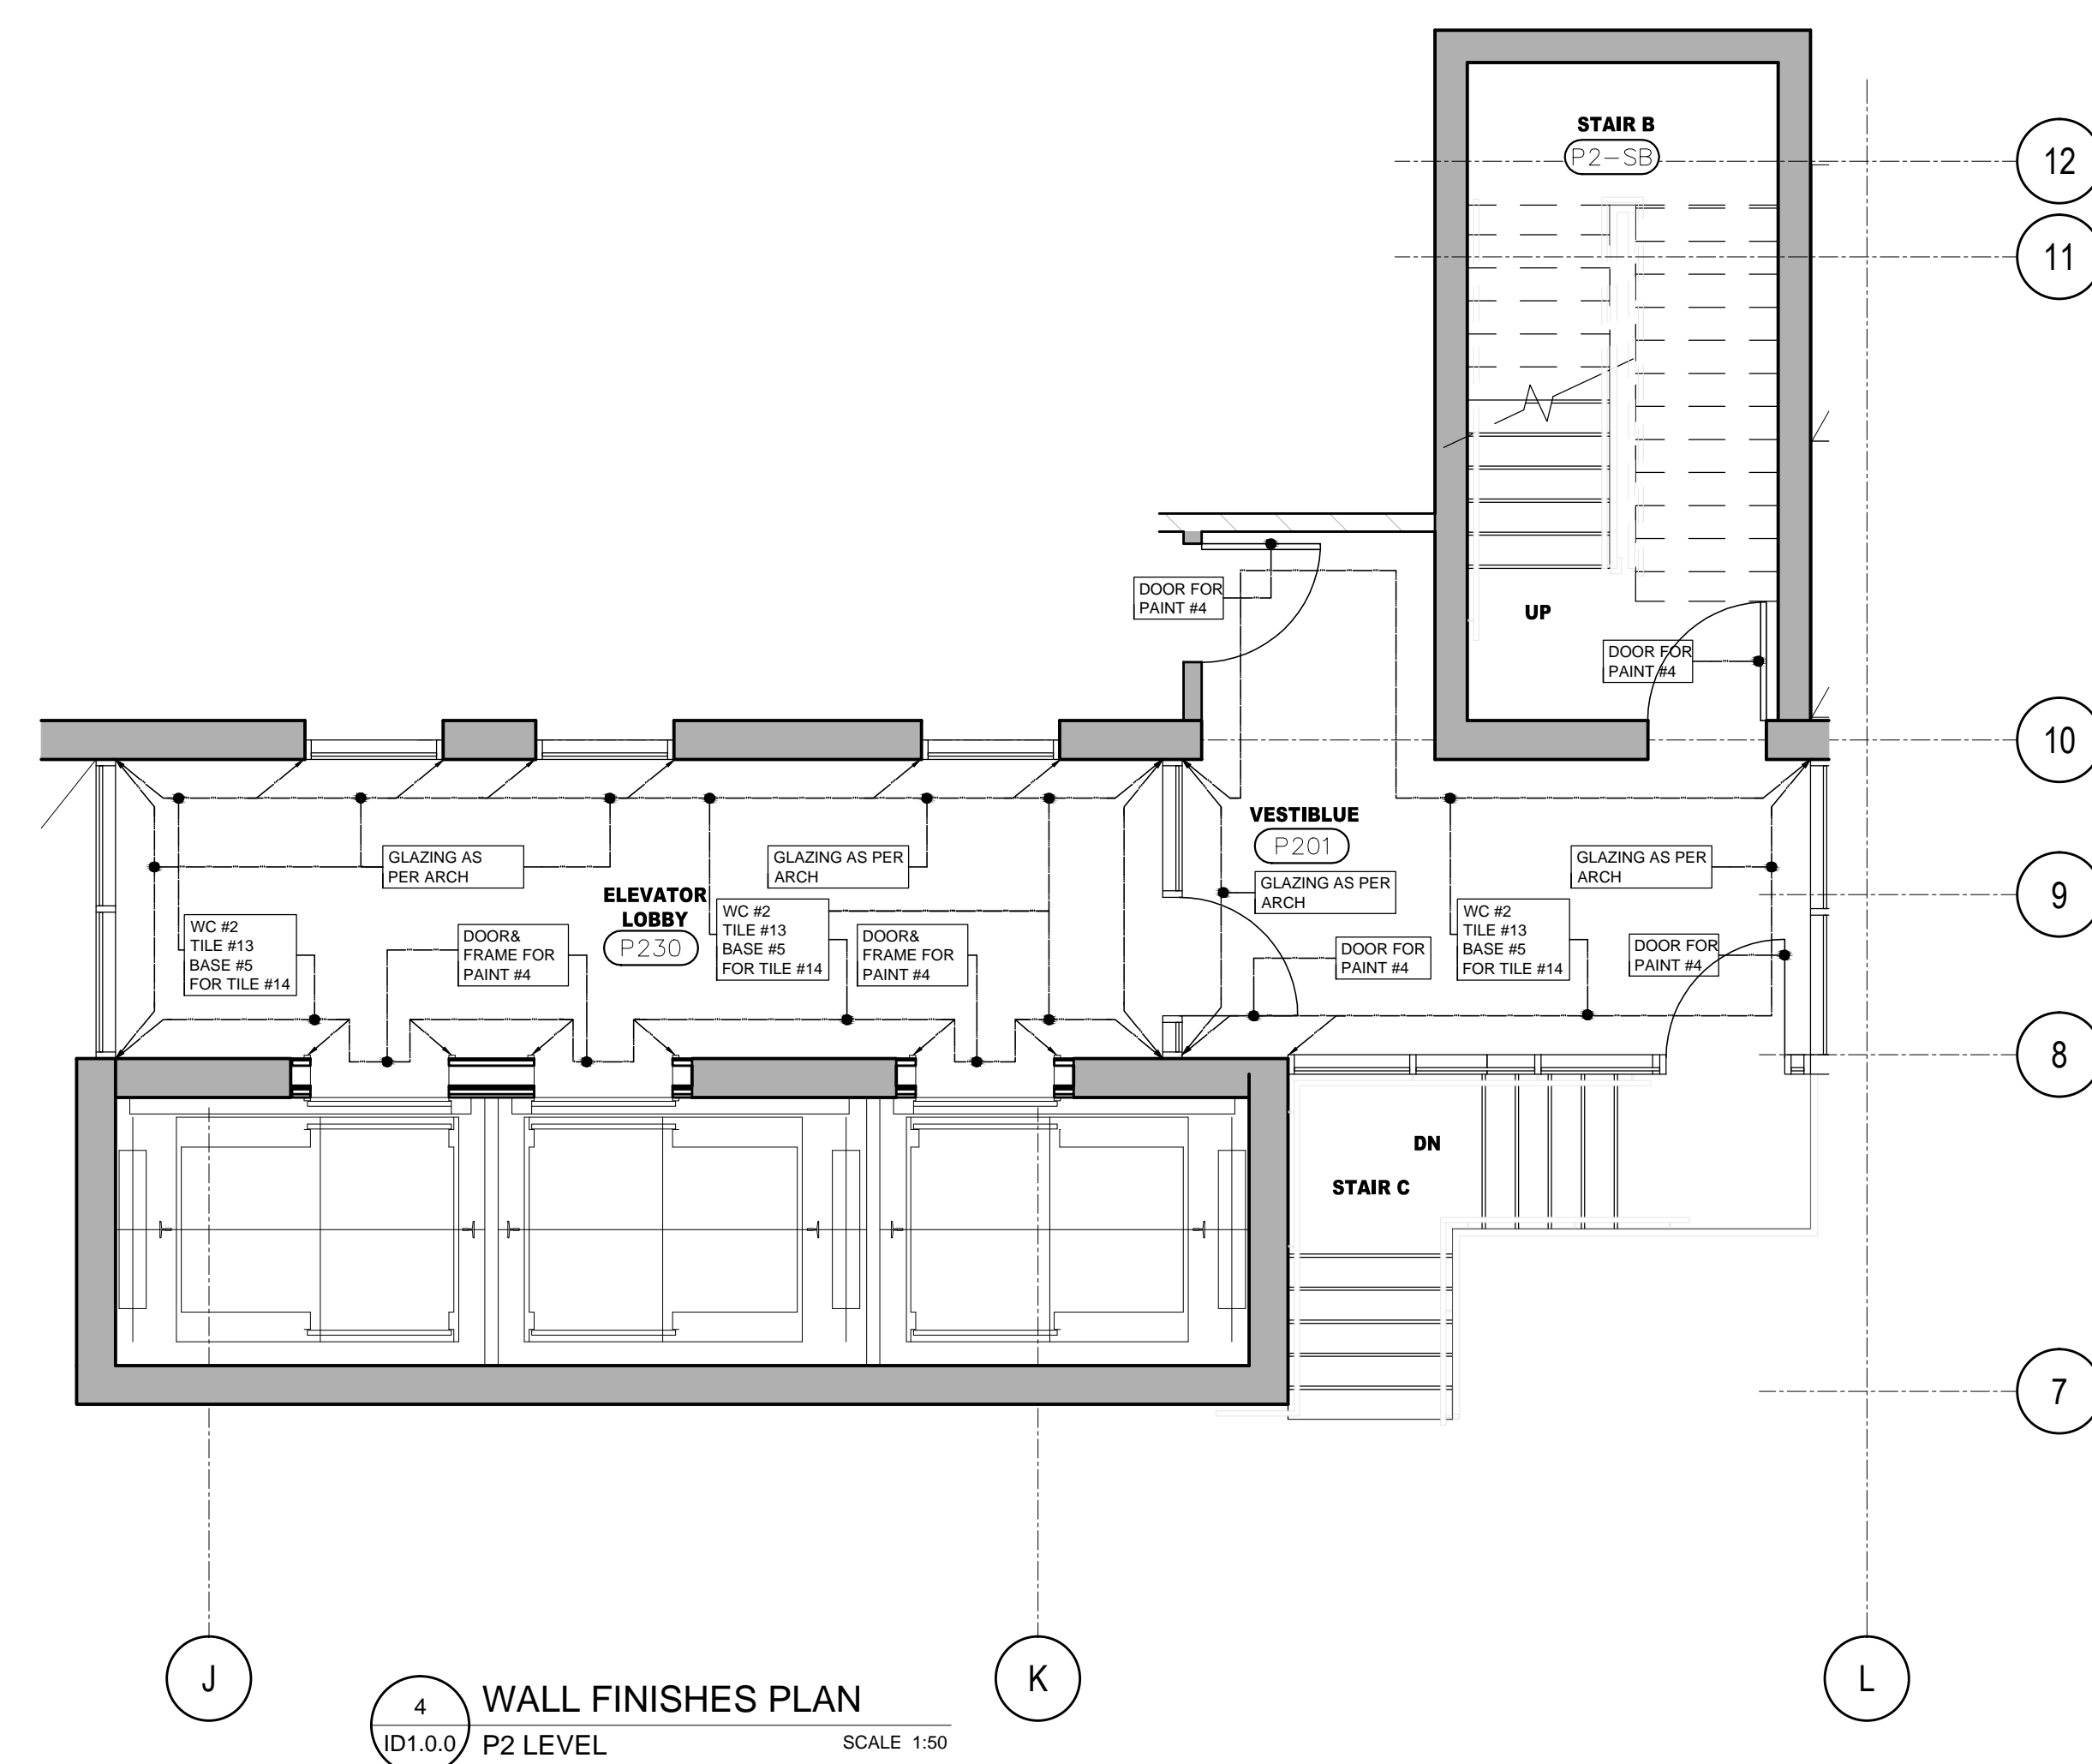 STAIR B
P2-SB
12
11
DOOR FOR
PAINT #4
UP
DOOR FOR
PAINT #4
10
VESTIBLUE
P201
GLAZING AS
PER ARCH
GLAZING AS PER
ARCH
GLAZING AS PER
ARCH
GLAZING AS PER
ARCH
9
ELEVATOR
LOBBY
P230
WC #2
TILE #13
BASE #5
FOR TILE #14
DOOR&
FRAME FOR
PAINT #4
WC #2
TILE #13
BASE #5
FOR TILE #14
DOOR&
FRAME FOR
PAINT #4
DOOR FOR
PAINT #4
WC #2
TILE #13
BASE #5
FOR TILE #14
DOOR FOR
PAINT #4
8
DN
STAIR C
7
J
K
L
4
WALL FINISHES PLAN
ID1.0.0
P2 LEVEL
SCALE 1:50